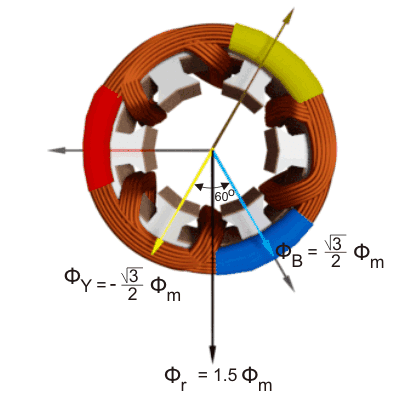 60°
Φ_B = √3/2 Φ_m
Φ_Y = - √3/2 Φ_m
Φ_r = 1.5 Φ_m